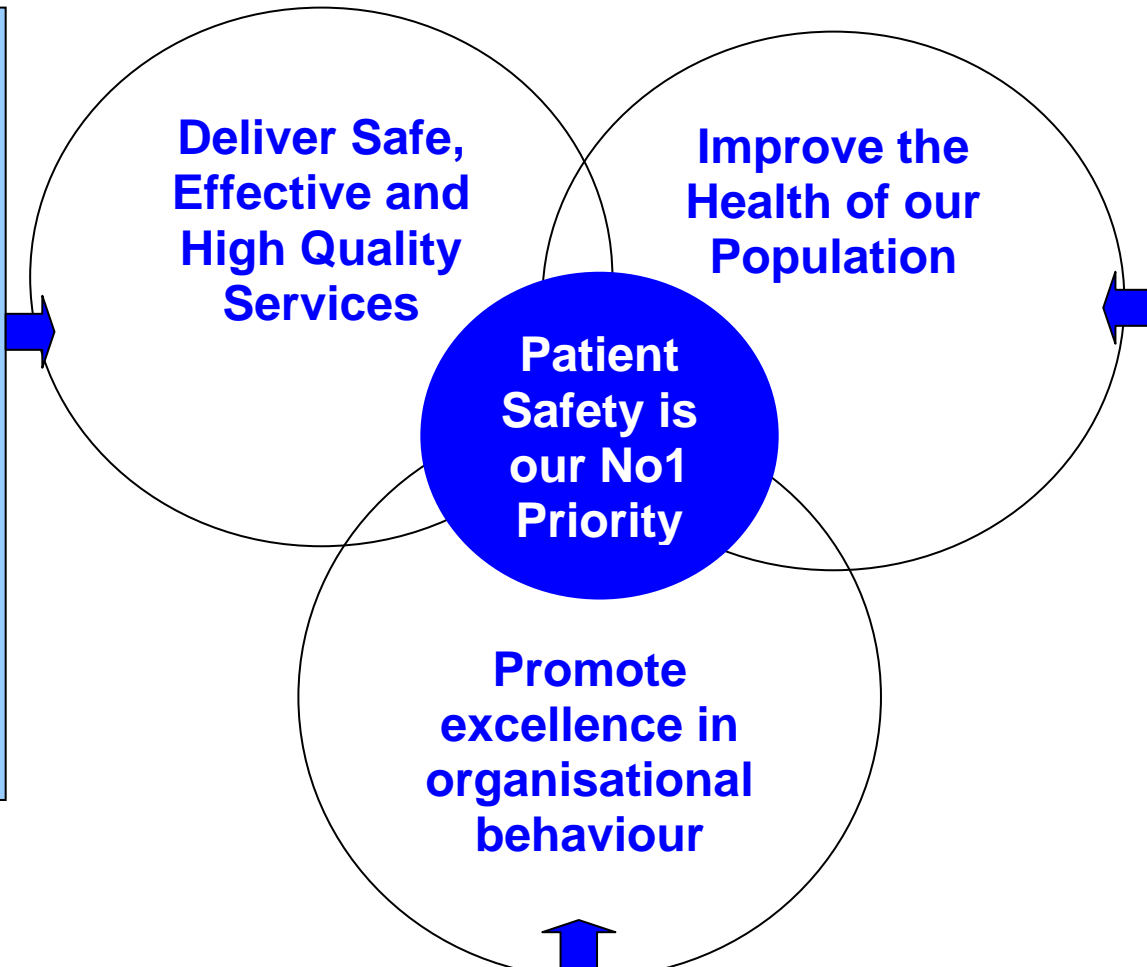 Deliver Safe,
Effective and
High Quality
Services
Improve the
Health of our
Population
Patient
Safety is
our No1
Priority
Promote
excellence in
organisational
behaviour